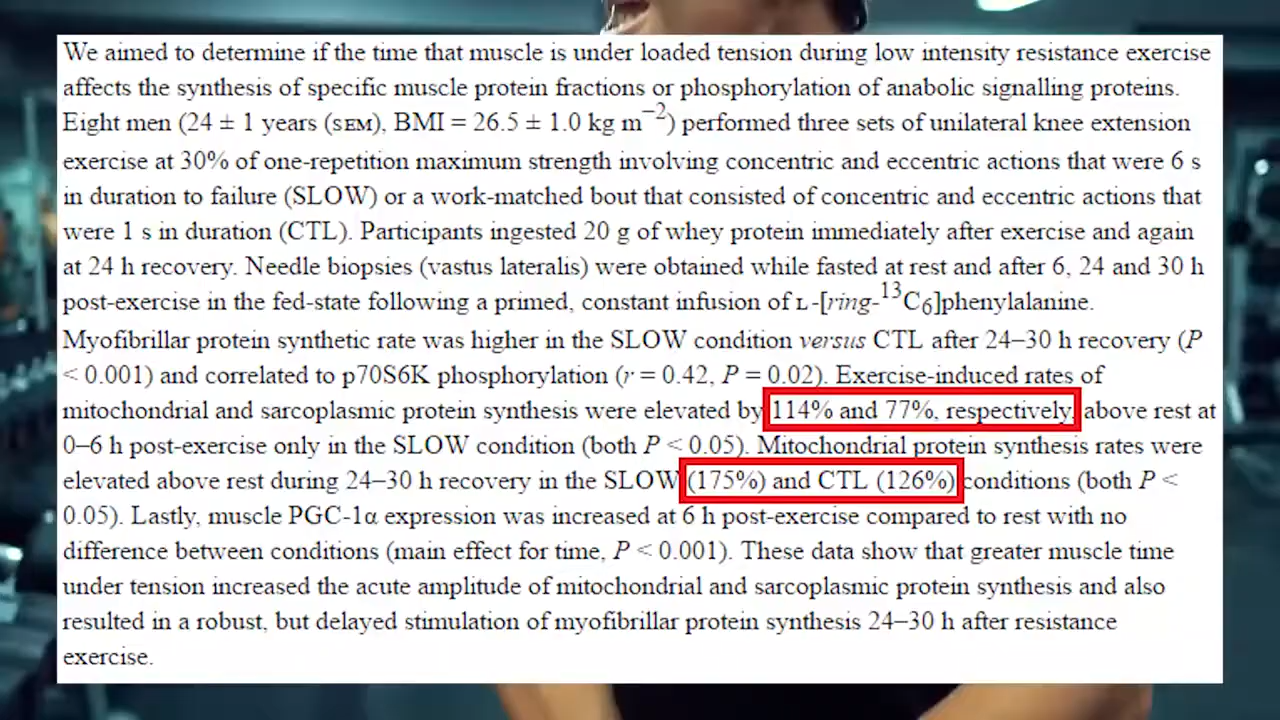 We aimed to determine if the time that muscle is under loaded tension during low intensity resistance exercise
affects the synthesis of specific muscle protein fractions or phosphorylation of anabolic signalling proteins.
Eight men (24 ± 1 years (SEM), BMI = 26.5 ± 1.0 kg m⁻²) performed three sets of unilateral knee extension
exercise at 30% of one-repetition maximum strength involving concentric and eccentric actions that were 6 s
in duration to failure (SLOW) or a work-matched bout that consisted of concentric and eccentric actions that
were 1 s in duration (CTL). Participants ingested 20 g of whey protein immediately after exercise and again
at 24 h recovery. Needle biopsies (vastus lateralis) were obtained while fasted at rest and after 6, 24 and 30 h
post-exercise in the fed-state following a primed, constant infusion of L-[ring-¹³C₆]phenylalanine.
Myofibrillar protein synthetic rate was higher in the SLOW condition versus CTL after 24–30 h recovery (P
< 0.001) and correlated to p70S6K phosphorylation (r = 0.42, P = 0.02). Exercise-induced rates of
mitochondrial and sarcoplasmic protein synthesis were elevated by 114% and 77%, respectively, above rest at
0–6 h post-exercise only in the SLOW condition (both P < 0.05). Mitochondrial protein synthesis rates were
elevated above rest during 24–30 h recovery in the SLOW (175%) and CTL (126%) conditions (both P <
0.05). Lastly, muscle PGC-1α expression was increased at 6 h post-exercise compared to rest with no
difference between conditions (main effect for time, P < 0.001). These data show that greater muscle time
under tension increased the acute amplitude of mitochondrial and sarcoplasmic protein synthesis and also
resulted in a robust, but delayed stimulation of myofibrillar protein synthesis 24–30 h after resistance
exercise.